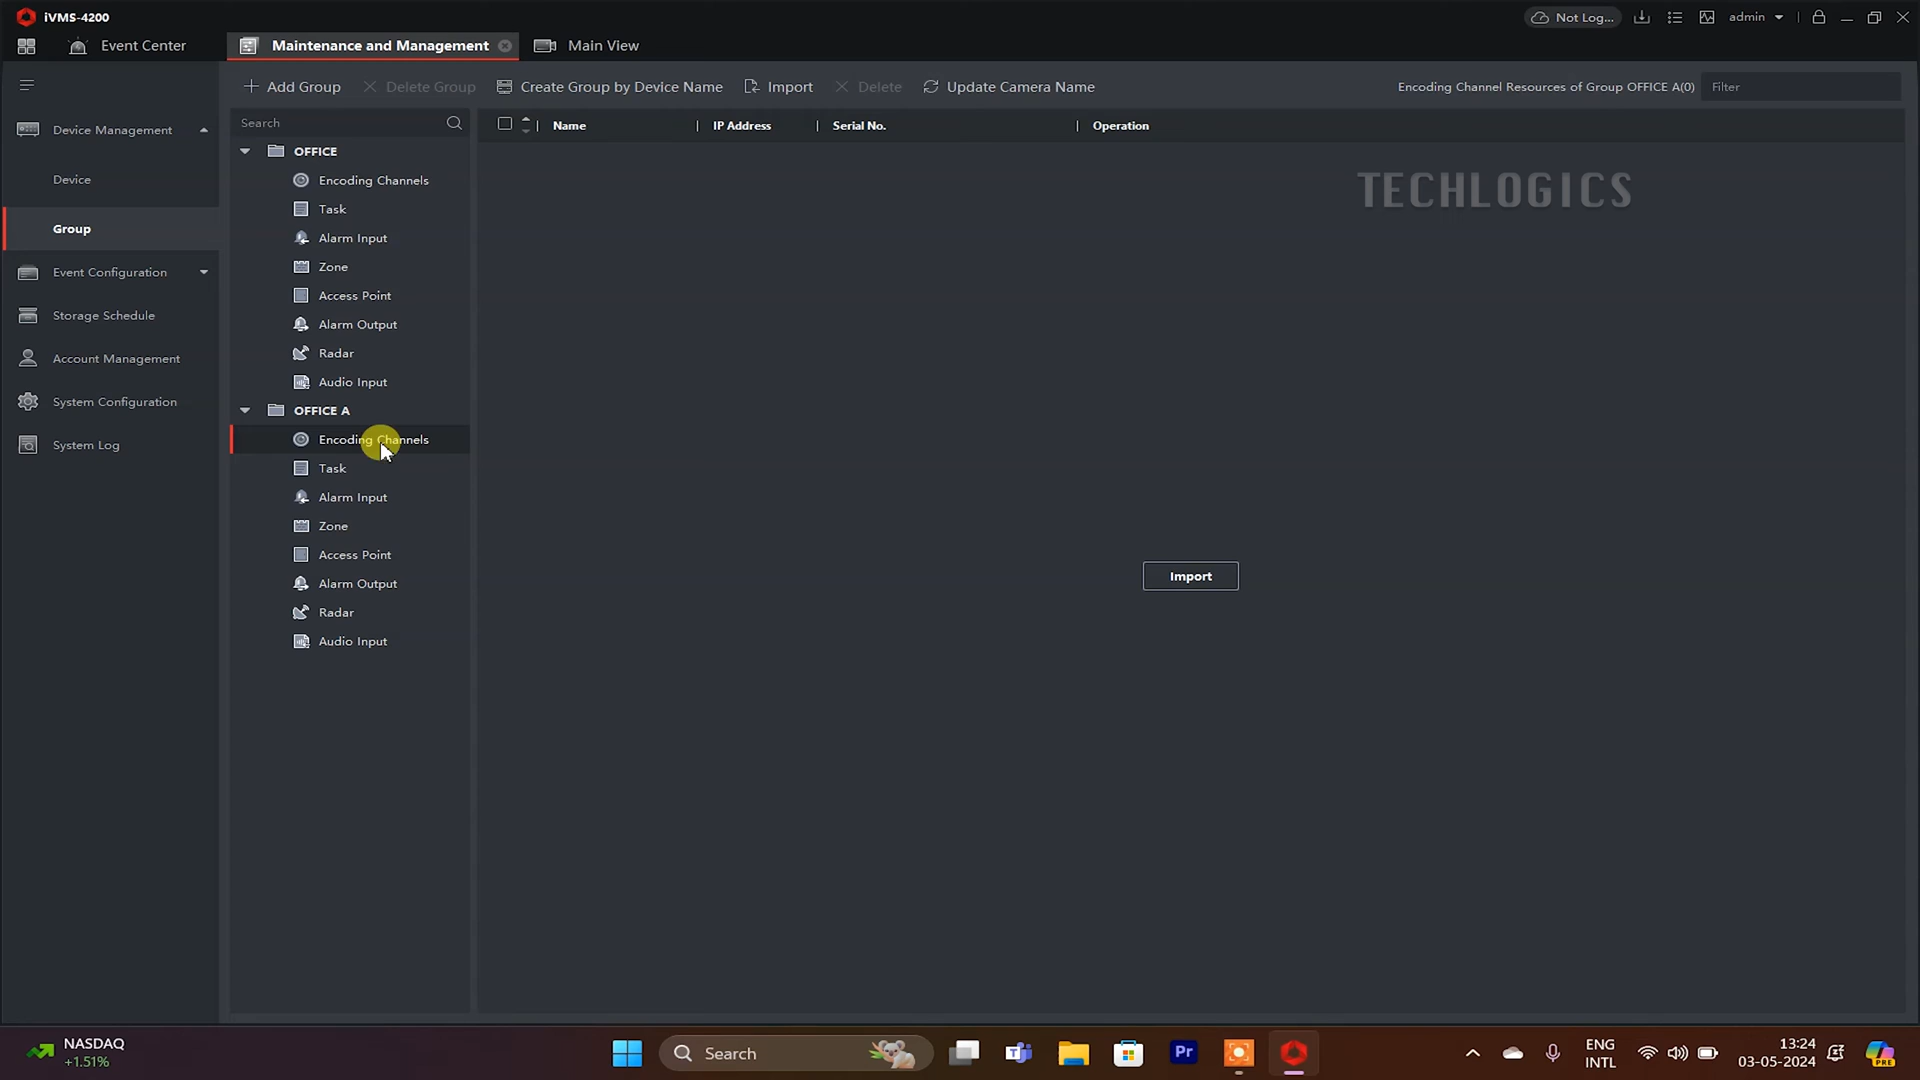 iVMS-4200
Not Log...
admin
Event Center
Maintenance and Management
Main View
Add Group
Delete Group
Create Group by Device Name
Import
Delete
Update Camera Name
Encoding Channel Resources of Group OFFICE A(0)
Filter
Device Management
Device
Group
Event Configuration
Storage Schedule
Account Management
System Configuration
System Log
Search
OFFICE
Encoding Channels
Task
Alarm Input
Zone
Access Point
Alarm Output
Radar
Audio Input
OFFICE A
Encoding Channels
Task
Alarm Input
Zone
Access Point
Alarm Output
Radar
Audio Input
Name
IP Address
Serial No.
Operation
TECHLOGICS
Import
NASDAQ
+1.51%
Search
Pr
ENG
INTL
13:24
03-05-2024
PRE